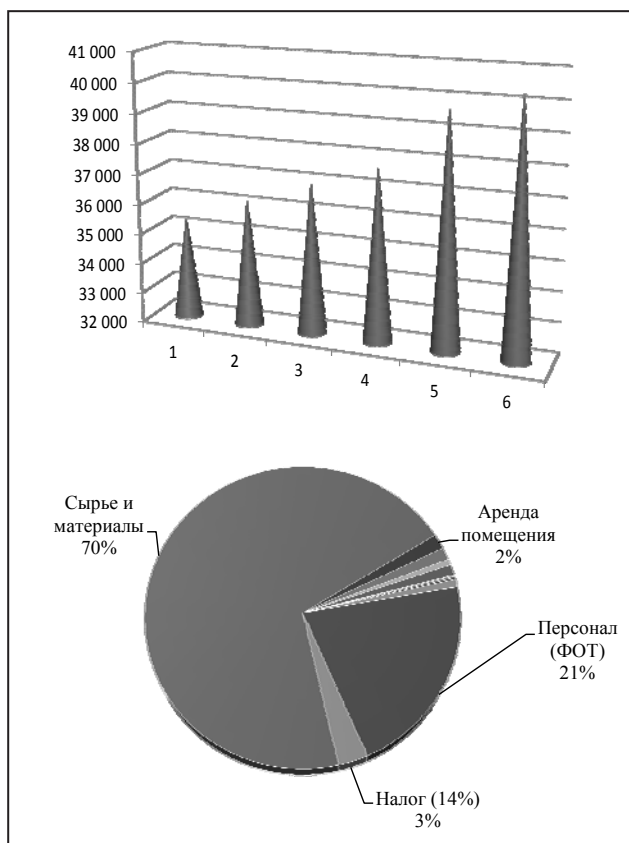 41 000
40 000
39 000
38 000
37 000
36 000
35 000
34 000
33 000
32 000
1
2
3
4
5
6
Сырье и
материалы
70%
Аренда
помещения
2%
Персонал
(ФОТ)
21%
Налог (14%)
3%